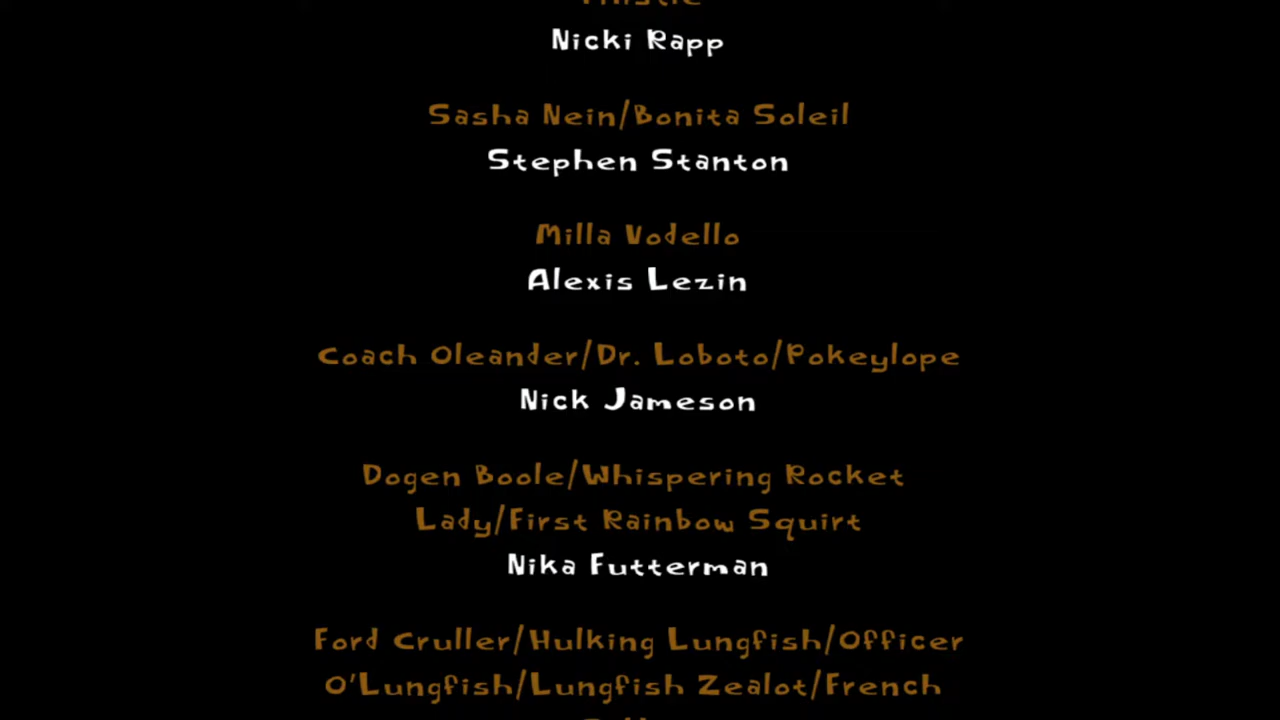 Nicki Rapp
Sasha Nein/Bonita Soleil
Stephen Stanton
Milla Vodello
Alexis Lezin
Coach Oleander/Dr. Loboto/Pokeylope
Nick Jameson
Dogen Boole/Whispering Rocket
Lady/First Rainbow Squirt
Nika Futterman
Ford Cruller/Hulking Lungfish/Officer
O'Lungfish/Lungfish Zealot/French